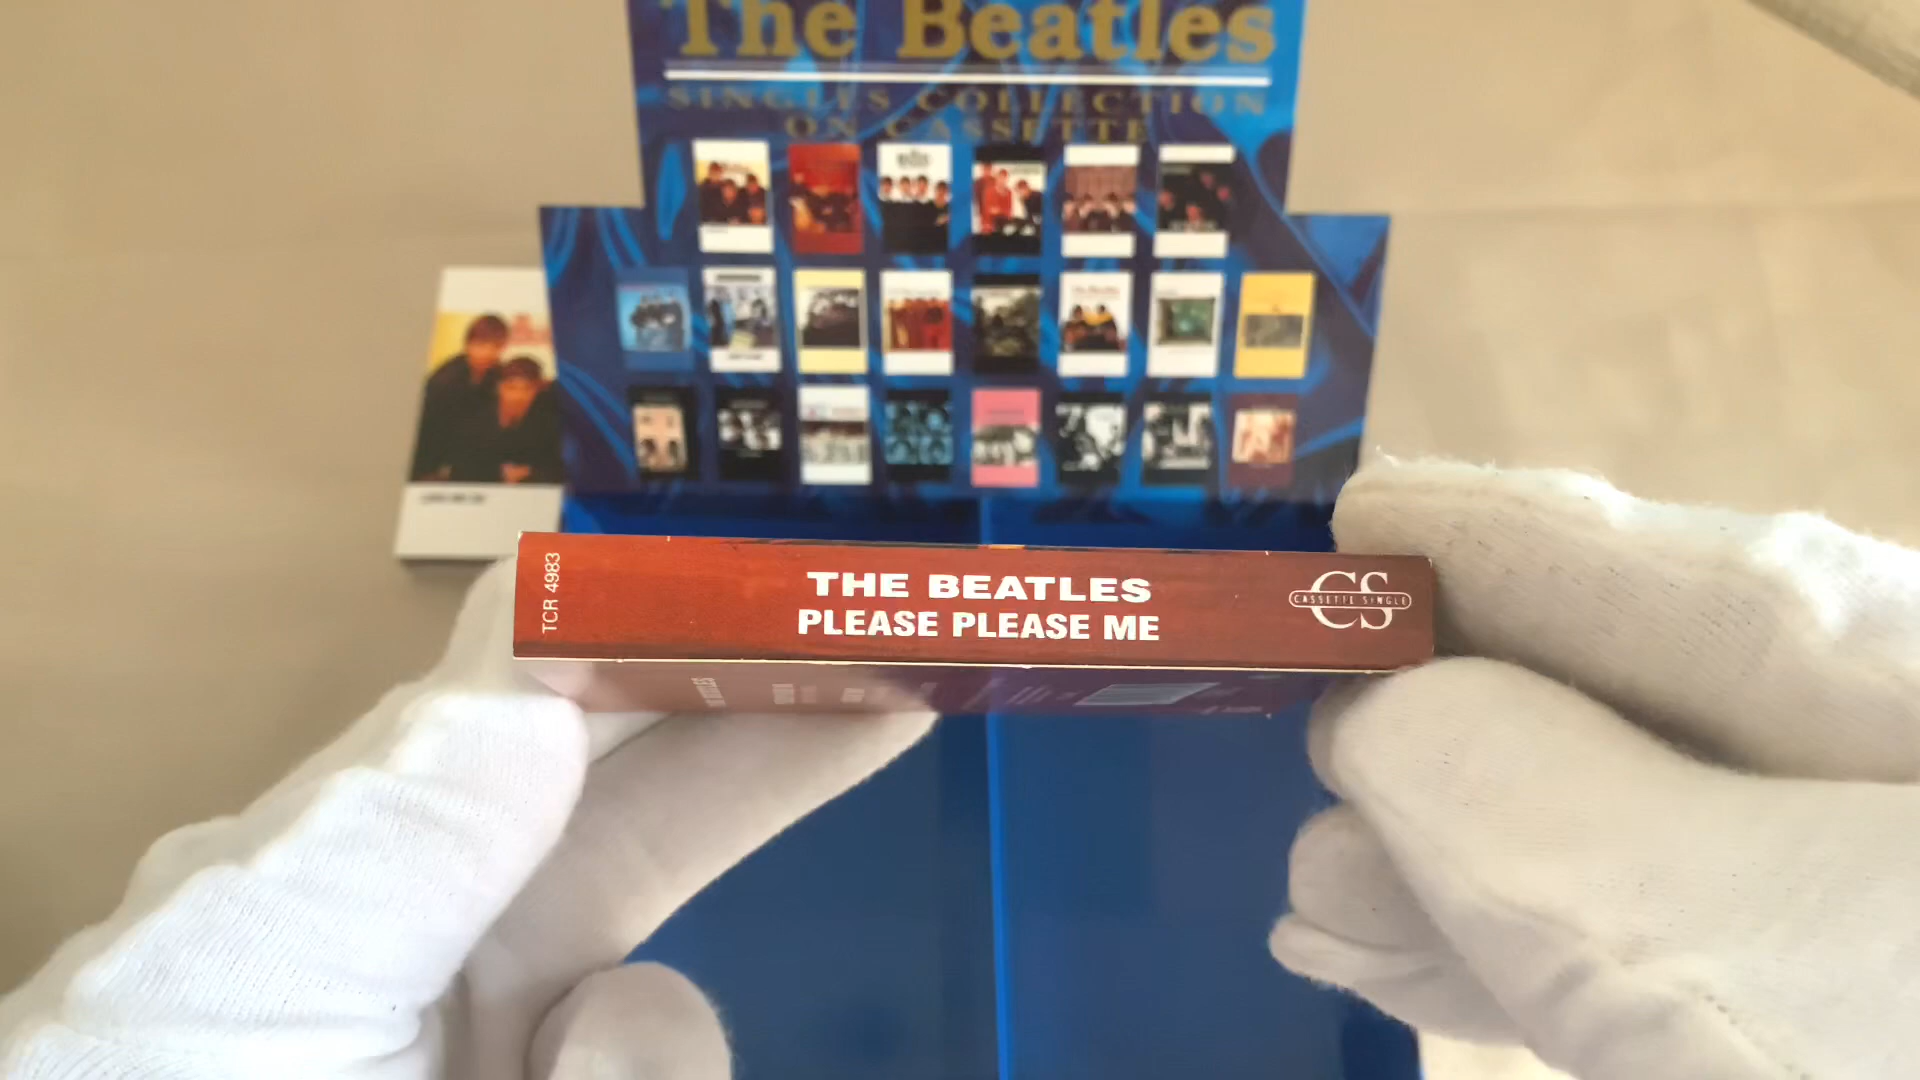 The Beatles
SINGLES COLLECTION
ON CASSETTE
TCR 4983
THE BEATLES
PLEASE PLEASE ME
CS
CASSETTE SINGLE